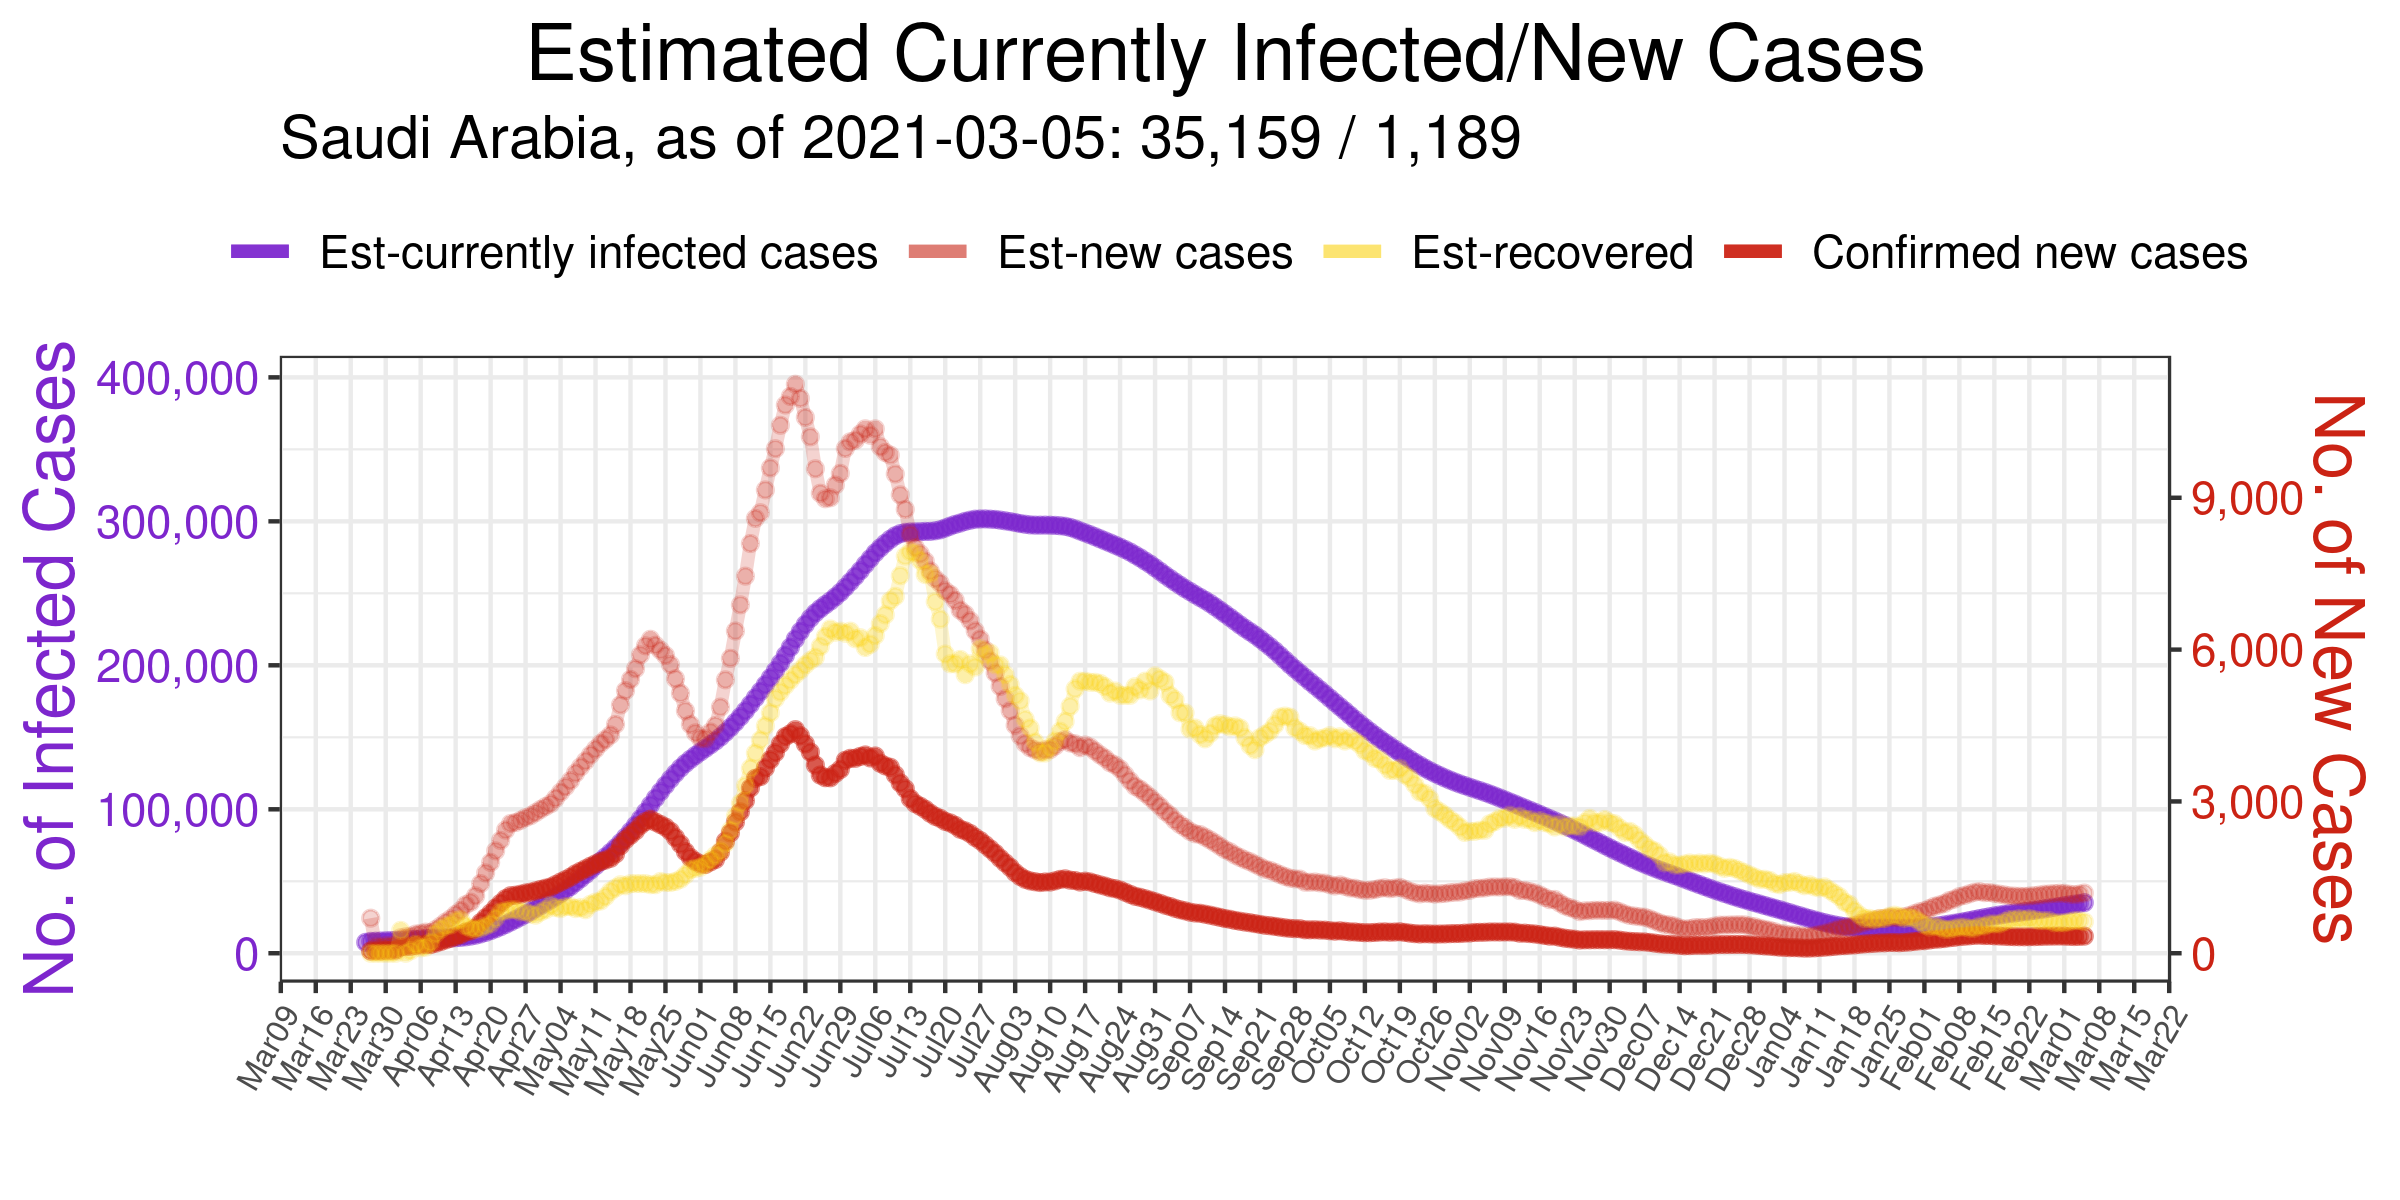 Estimated Currently Infected/New Cases
Saudi Arabia, as of 2021-03-05: 35,159 / 1,189
Est-currently infected cases Est-new cases Est-recovered Confirmed new cases
No. of Infected Cases
400,000
300,000
200,000
100,000
0
9,000
6,000
3,000
0
No. of New Cases
Mar09 Mar16 Mar23 Mar30 Apr06 Apr13 Apr20 Apr27 May04 May11 May18 May25 Jun01 Jun08 Jun15 Jun22 Jun29 Jul06 Jul13 Jul20 Jul27 Aug03 Aug10 Aug17 Aug24 Aug31 Sep07 Sep14 Sep21 Sep28 Oct05 Oct12 Oct19 Oct26 Nov02 Nov09 Nov16 Nov23 Nov30 Dec07 Dec14 Dec21 Dec28 Jan04 Jan11 Jan18 Jan25 Feb01 Feb08 Feb15 Feb22 Mar01 Mar08 Mar15 Mar22